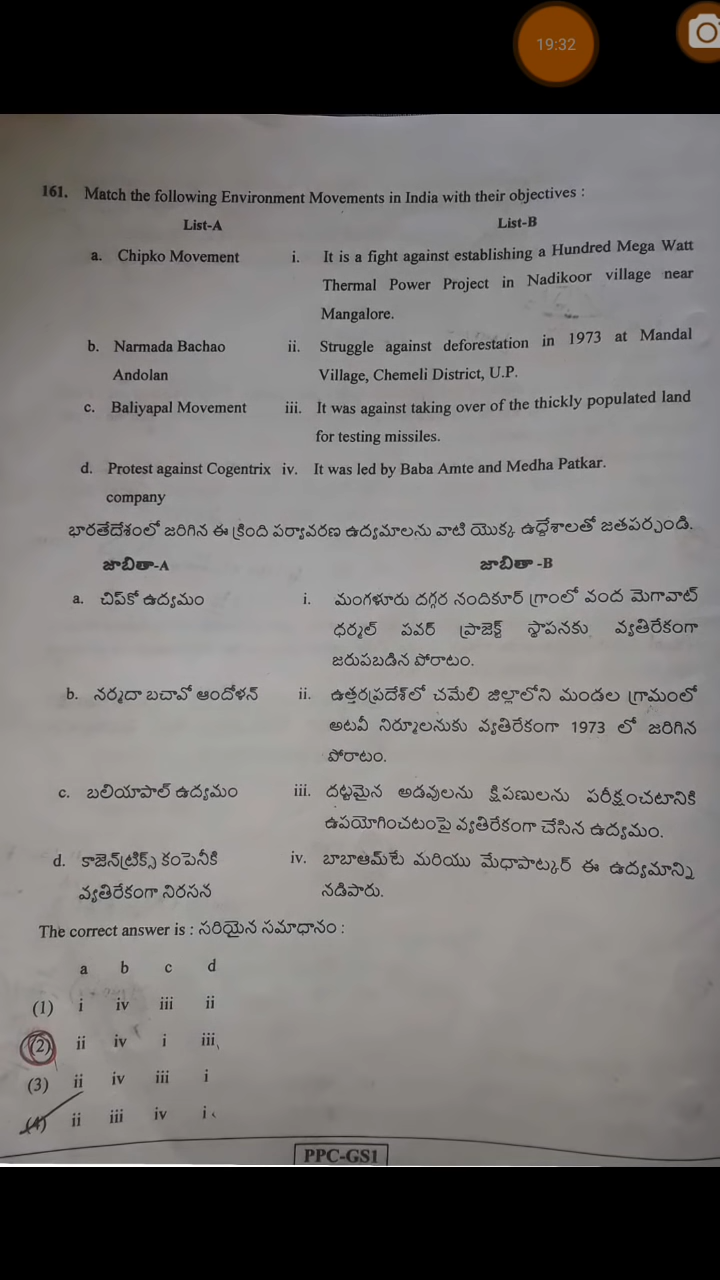 19:32
161. Match the following Environment Movements in India with their objectives :
List-A List-B
a. Chipko Movement i. It is a fight against establishing a Hundred Mega Watt
Thermal Power Project in Nadikoor village near
Mangalore.
b. Narmada Bachao ii. Struggle against deforestation in 1973 at Mandal
Andolan Village, Chemeli District, U.P.
c. Baliyapal Movement iii. It was against taking over of the thickly populated land
for testing missiles.
d. Protest against Cogentrix iv. It was led by Baba Amte and Medha Patkar.
company
భారతదేశంలో జరిగిన ఈ క్రింది పర్యావరణ ఉద్యమాలను వాటి యొక్క ఉద్ధేశాలతో జతపర్చండి.
జాబితా-A జాబితా -B
a. చిప్‌కో ఉద్యమం i. మంగళూరు దగ్గర నందికూర్ గ్రాంలో వంద మెగావాట్
ధర్మల్ పవర్ ప్రాజెక్ట్ స్థాపనకు వ్యతిరేకంగా
జరుపబడిన పోరాటం.
b. నర్మదా బచావో ఆందోళన్ ii. ఉత్తరప్రదేశ్‌లో చమేలి జిల్లాలోని మండల గ్రామంలో
అటవీ నిర్మూలనుకు వ్యతిరేకంగా 1973 లో జరిగిన
పోరాటం.
c. బలియాపాల్ ఉద్యమం iii. దట్టమైన అడవులను క్షిపణులను పరీక్షించటానికి
ఉపయోగించటంపై వ్యతిరేకంగా చేసిన ఉద్యమం.
d. కాజెన్‌ట్రిక్స్ కంపెనీకి iv. బాబాఆమ్‌టే మరియు మేధాపాట్కర్ ఈ ఉద్యమాన్ని
వ్యతిరేకంగా నిరసన నడిపారు.
The correct answer is : సరియైన సమాధానం :
a b c d
(1) i iv iii ii
(2) ii iv i iii
(3) ii iv iii i
(4) ii iii iv i
PPC-GS1